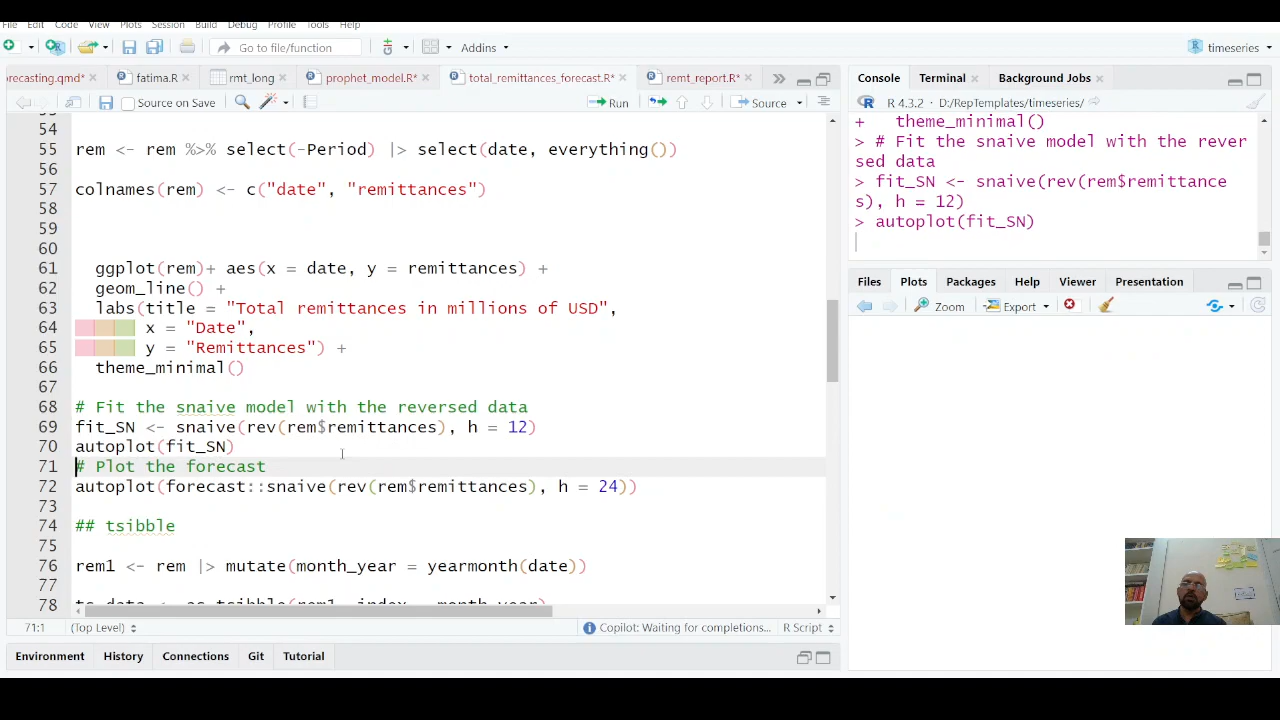 File Edit Code View Plots Session Build Debug Profile Tools Help
Go to file/function Addins timeseries
recasting.qmd* fatima.R rmt_long prophet_model.R* total_remittances_forecast.R* remt_report.R*
Source on Save Run Source
54
55 rem <- rem %>% select(-Period) |> select(date, everything())
56
57 colnames(rem) <- c("date", "remittances")
58
59
60
61 ggplot(rem)+ aes(x = date, y = remittances) +
62 geom_line() +
63 labs(title = "Total remittances in millions of USD",
64 x = "Date",
65 y = "Remittances") +
66 theme_minimal()
67
68 # Fit the snaive model with the reversed data
69 fit_SN <- snaive(rev(rem$remittances), h = 12)
70 autoplot(fit_SN)
71 # Plot the forecast
72 autoplot(forecast::snaive(rev(rem$remittances), h = 24))
73
74 ## tsibble
75
76 rem1 <- rem |> mutate(month_year = yearmonth(date))
77
78 ts_data <- as_tsibble(rem1, index = month_year)
71:1 (Top Level) Copilot: Waiting for completions... R Script
Environment History Connections Git Tutorial
Console Terminal Background Jobs
R 4.3.2 · D:/RepTemplates/timeseries/
+ theme_minimal()
> # Fit the snaive model with the rever
sed data
> fit_SN <- snaive(rev(rem$remittance
s), h = 12)
> autoplot(fit_SN)
Files Plots Packages Help Viewer Presentation
Zoom Export